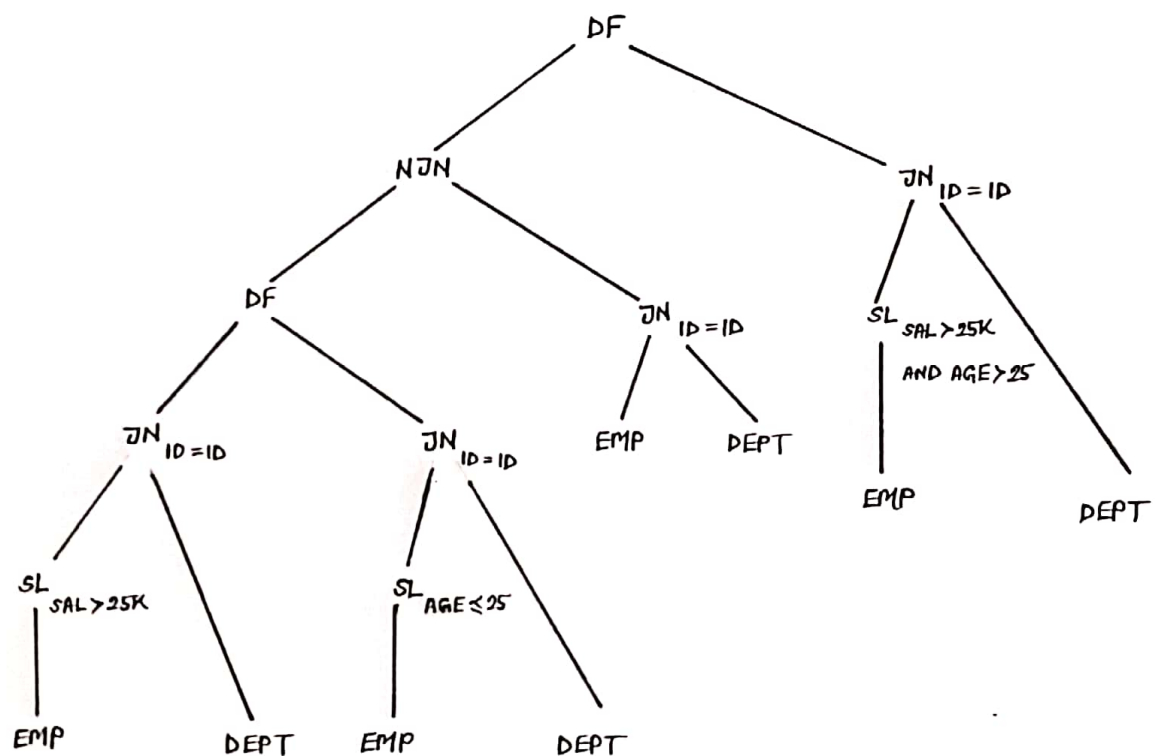 DF
NJN
JN ID=ID
DF
JN ID=ID
SL SAL>25K
AND AGE>25
JN ID=ID
JN ID=ID
EMP
DEPT
EMP
DEPT
SL SAL>25K
SL AGE≤25
EMP
DEPT
EMP
DEPT